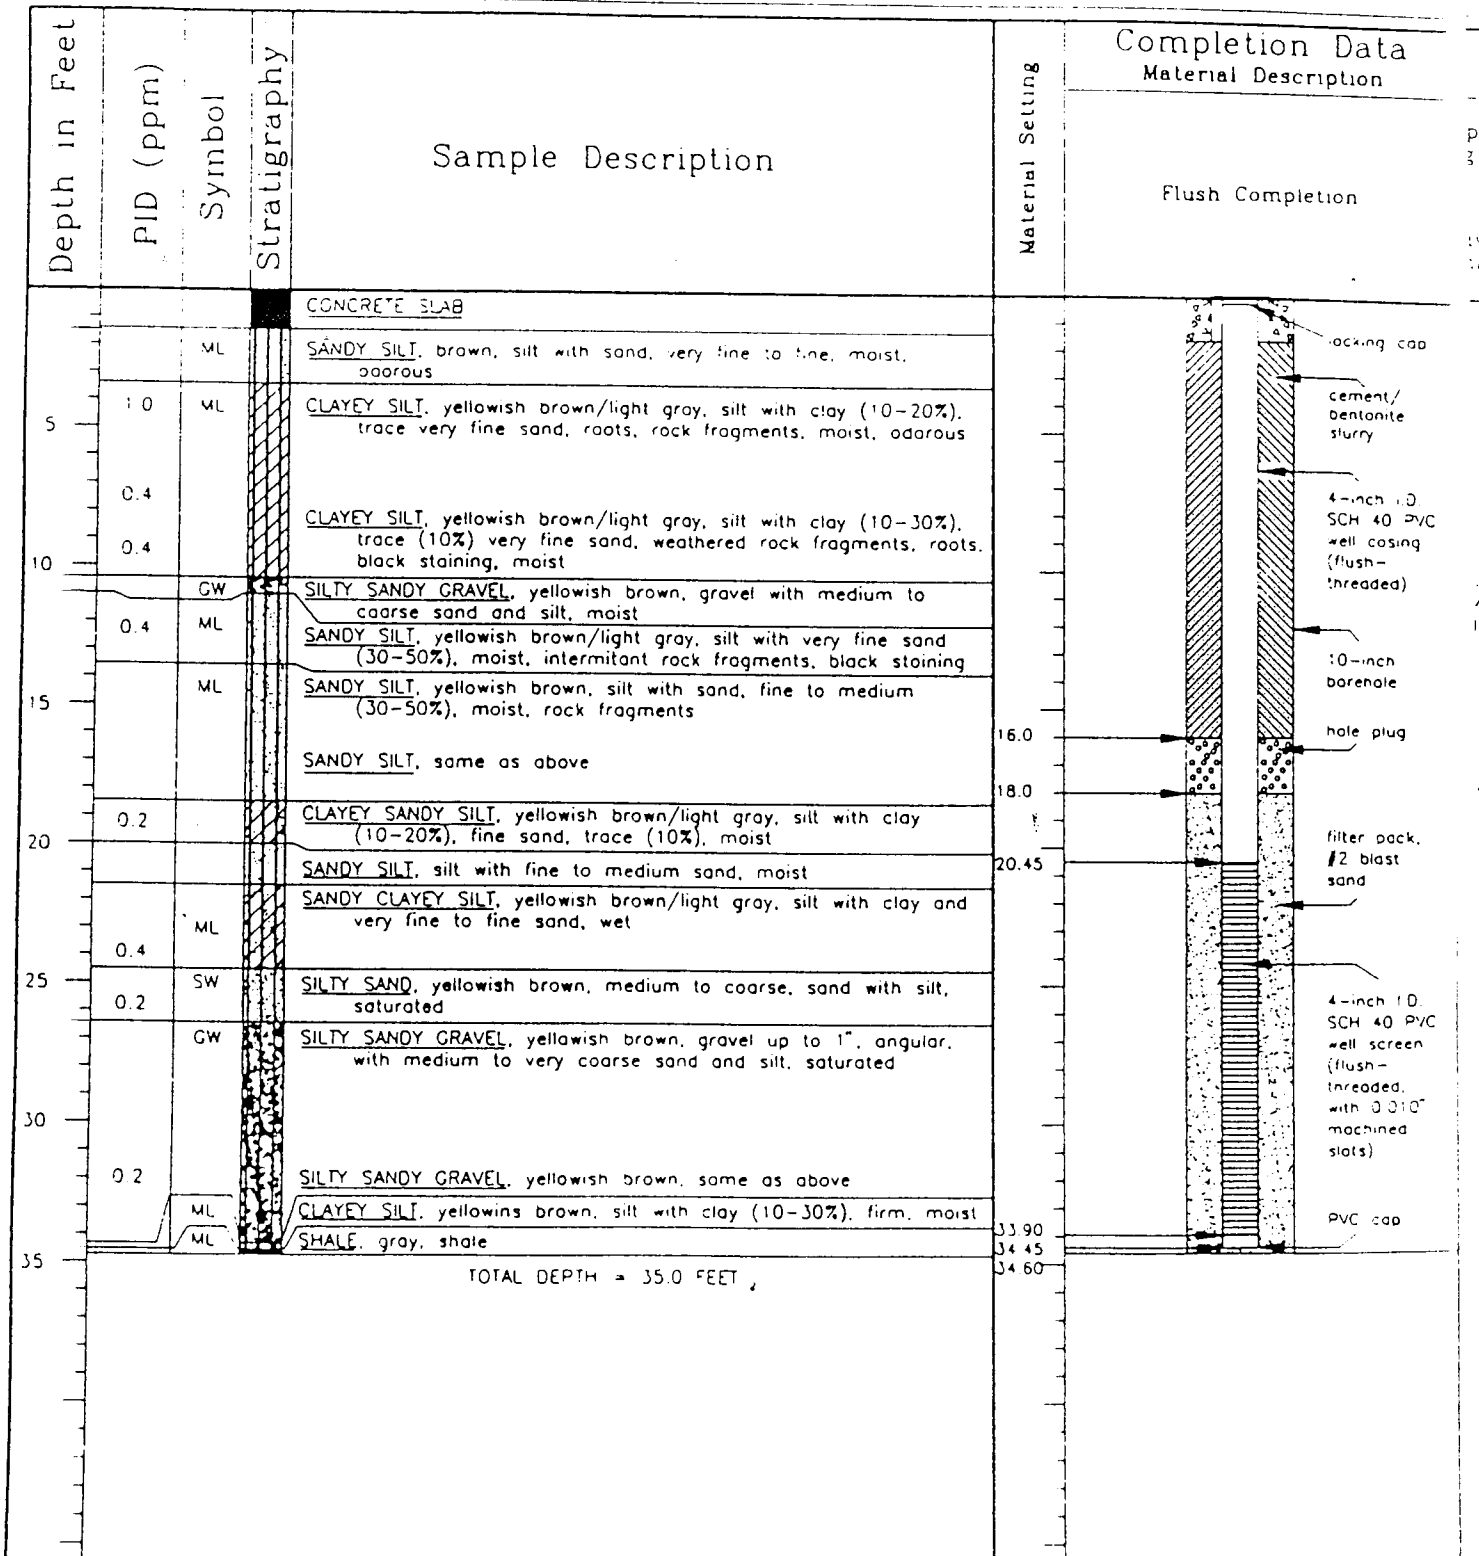 Depth in Feet
PID (ppm)
Symbol
Stratigraphy
Sample Description
Material Setting
Completion Data
Material Description
Flush Completion
CONCRETE SLAB
ML
SANDY SILT, brown, silt with sand, very fine to fine, moist,
odorous
1.0
ML
CLAYEY SILT, yellowish brown/light gray, silt with clay (10-20%),
trace very fine sand, roots, rock fragments, moist, odorous
5
0.4
CLAYEY SILT, yellowish brown/light gray, silt with clay (10-30%),
trace (10%) very fine sand, weathered rock fragments, roots,
black staining, moist
0.4
10
GW
SILTY SANDY GRAVEL, yellowish brown, gravel with medium to
coarse sand and silt, moist
0.4
ML
SANDY SILT, yellowish brown/light gray, silt with very fine sand
(30-50%), moist, intermitant rock fragments, black staining
ML
SANDY SILT, yellowish brown, silt with sand, fine to medium
(30-50%), moist, rock fragments
15
SANDY SILT, same as above
0.2
CLAYEY SANDY SILT, yellowish brown/light gray, silt with clay
(10-20%), fine sand, trace (10%), moist
20
SANDY SILT, silt with fine to medium sand, moist
SANDY CLAYEY SILT, yellowish brown/light gray, silt with clay and
very fine to fine sand, wet
ML
0.4
25
SW
SILTY SAND, yellowish brown, medium to coarse, sand with silt,
saturated
0.2
GW
SILTY SANDY GRAVEL, yellowish brown, gravel up to 1", angular,
with medium to very coarse sand and silt, saturated
30
0.2
SILTY SANDY GRAVEL, yellowish brown, same as above
ML
CLAYEY SILT, yellowins brown, silt with clay (10-30%), firm, moist
ML
SHALE, gray, shale
35
TOTAL DEPTH = 35.0 FEET
16.0
18.0
20.45
33.90
34.45
34.60
locking cap
cement/
bentonite
slurry
4-inch I.D.
SCH 40 PVC
well casing
(flush-
threaded)
10-inch
borehole
hole plug
filter pack,
#2 blast
sand
4-inch I.D.
SCH 40 PVC
well screen
(flush-
threaded,
with 0.010"
machined
slots)
PVC cap